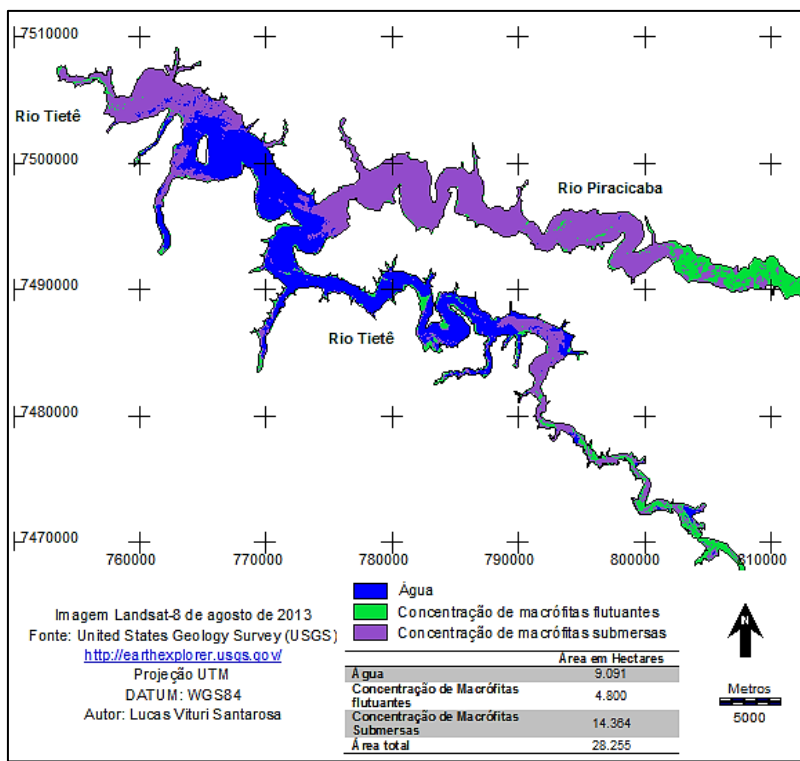 7510000
Rio Tietê
7500000
Rio Piracicaba
7490000
Rio Tietê
7480000
7470000
760000 770000 780000 790000 800000 810000
Água
Concentração de macrófitas flutuantes
Concentração de macrófitas submersas
Imagem Landsat-8 de agosto de 2013
Fonte: United States Geology Survey (USGS)
http://earthexplorer.usgs.gov/
Projeção UTM
DATUM: WGS84
Autor: Lucas Vituri Santarosa
Área em Hectares
Água 9.091
Concentração de Macrófitas
flutuantes 4.800
Concentração de Macrófitas
Submersas 14.364
Área total 28.255
N
Metros
5000